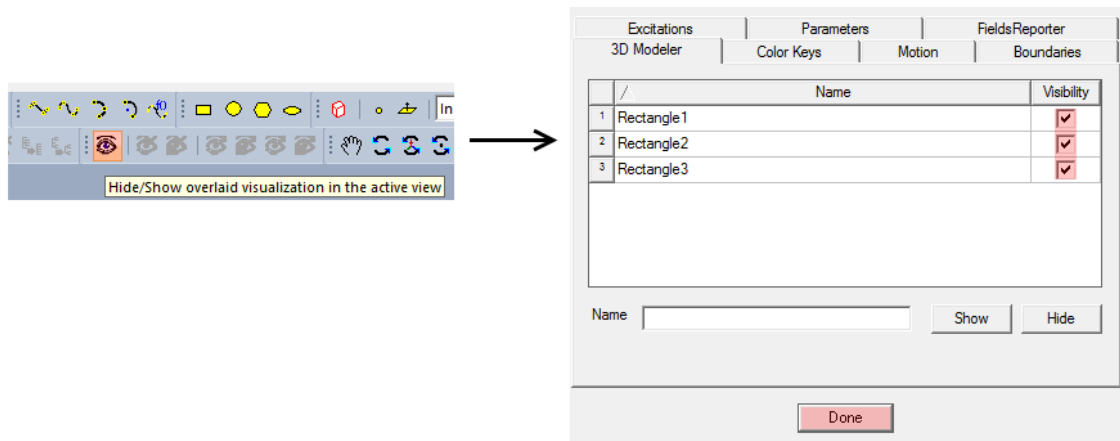 In
Hide/Show overlaid visualization in the active view
Excitations Parameters FieldsReporter
3D Modeler Color Keys Motion Boundaries
Name Visibility
1 Rectangle1
2 Rectangle2
3 Rectangle3
Name Show Hide
Done